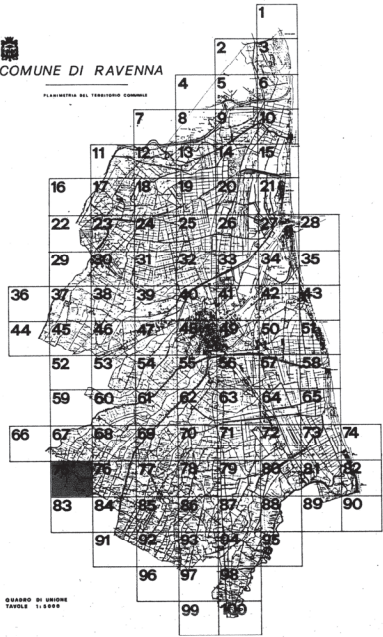 1
2 3
COMUNE DI RAVENNA
4 5 6
PLANIMETRIA DEL TERRITORIO COMUNALE
7 8 9 10
11 12 13 14 15
16 17 18 19 20 21
22 23 24 25 26 27 28
29 30 31 32 33 34 35
36 37 38 39 40 41 42 43
44 45 46 47 48 49 50 51
52 53 54 55 56 57 58
59 60 61 62 63 64 65
66 67 68 69 70 71 72 73 74
76 77 78 79 80 81 82
83 84 85 86 87 88 89 90
91 92 93 94 95
96 97 98
QUADRO DI UNIONE
TAVOLE 1:5000
99 100